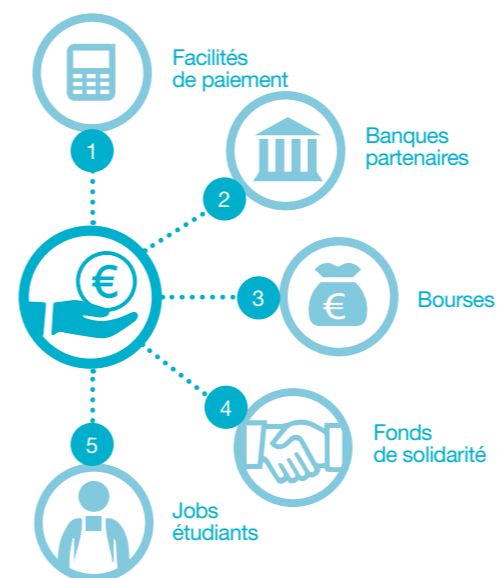 Facilités
de paiement
1
Banques
partenaires
2
€
3
€
Bourses
4
Fonds
de solidarité
5
Jobs
étudiants